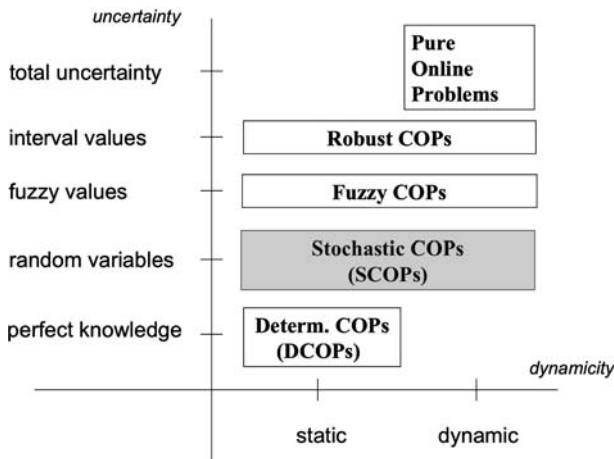 uncertainty
Pure
Online
Problems
total uncertainty
interval values
Robust COPs
fuzzy values
Fuzzy COPs
random variables
Stochastic COPs
(SCOPs)
perfect knowledge
Determ. COPs
(DCOPs)
dynamicity
static
dynamic